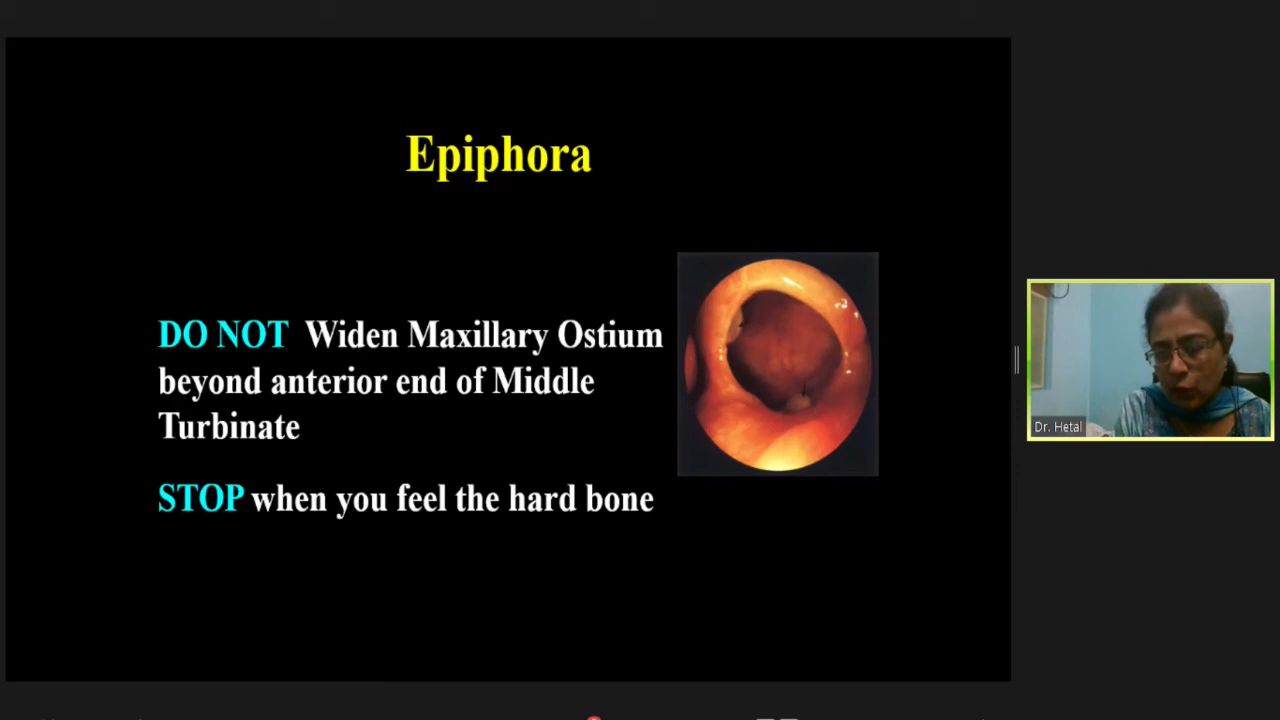 Epiphora
DO NOT Widen Maxillary Ostium
beyond anterior end of Middle
Turbinate
STOP when you feel the hard bone
Dr. Hetal